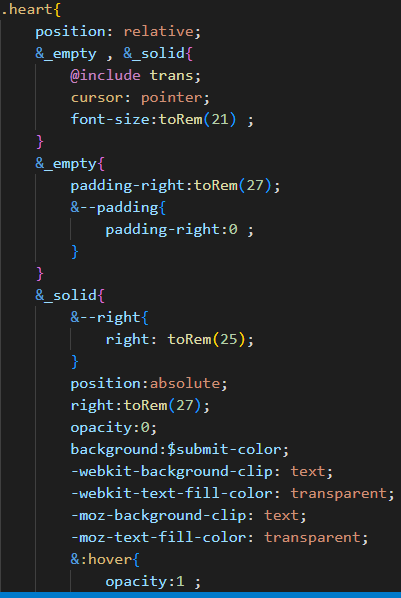 .heart{
position: relative;
&_empty , &_solid{
@include trans;
cursor: pointer;
font-size:toRem(21) ;
}
&_empty{
padding-right:toRem(27);
&--padding{
padding-right:0 ;
}
}
&_solid{
&--right{
right: toRem(25);
}
position:absolute;
right:toRem(27);
opacity:0;
background:$submit-color;
-webkit-background-clip: text;
-webkit-text-fill-color: transparent;
-moz-background-clip: text;
-moz-text-fill-color: transparent;
&:hover{
opacity:1 ;